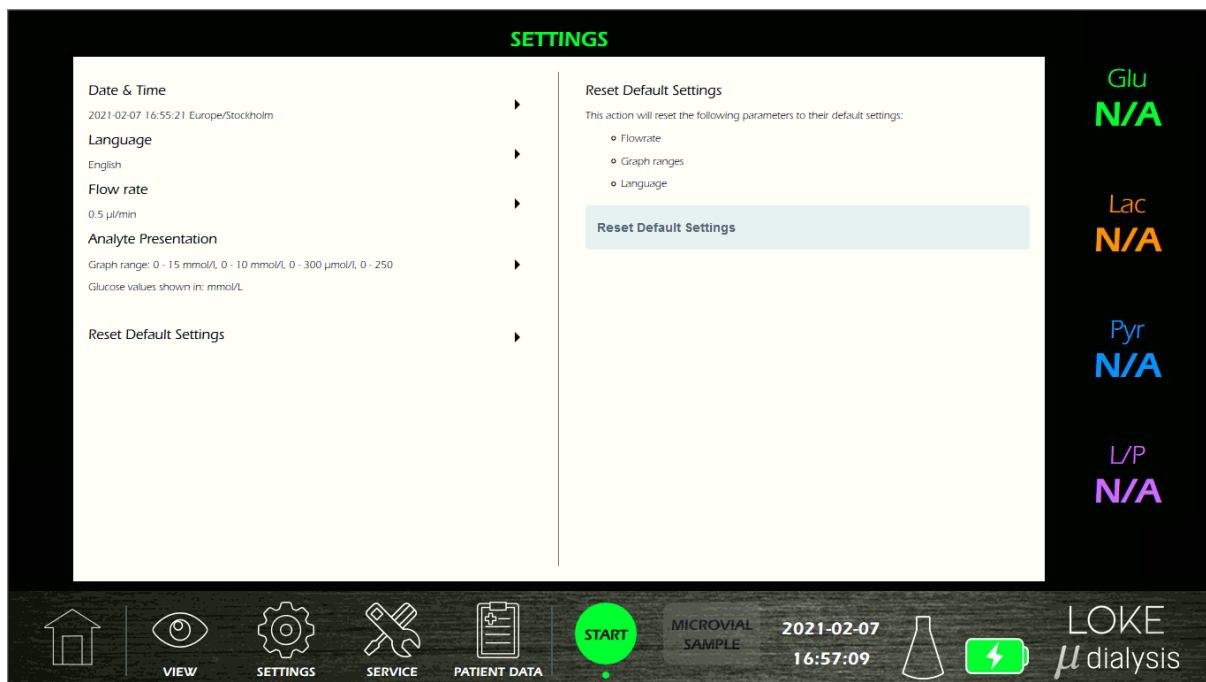 SETTINGS
Date & Time
2021-02-07 16:55:21 Europe/Stockholm
Language
English
Flow rate
0.5 µl/min
Analyte Presentation
Graph range: 0 - 15 mmol/l, 0 - 10 mmol/l, 0 - 300 µmol/l, 0 - 250
Glucose values shown in: mmol/L
Reset Default Settings
Reset Default Settings
This action will reset the following parameters to their default settings:
Flowrate
Graph ranges
Language
Reset Default Settings
Glu
N/A
Lac
N/A
Pyr
N/A
L/P
N/A
VIEW
SETTINGS
SERVICE
PATIENT DATA
START
MICROVIAL
SAMPLE
2021-02-07
16:57:09
LOKE
µ dialysis